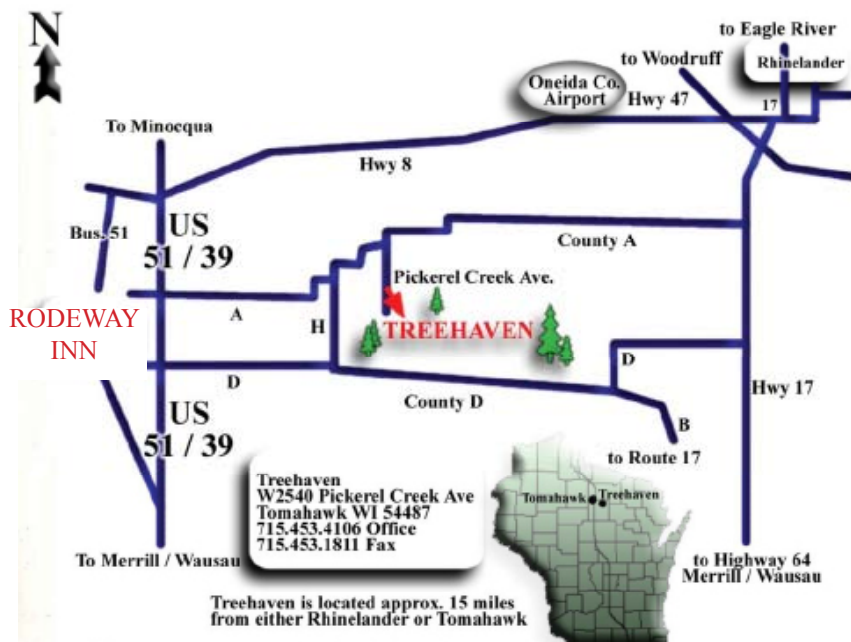 N
to Eagle River
to Woodruff
Rhinelander
Oneida Co.
Airport
Hwy 47
17
To Minocqua
Hwy 8
US
51 / 39
Bus. 51
County A
Pickerel Creek Ave.
A
H
RODEWAY
INN
TREEHAVEN
D
D
County D
Hwy 17
B
US
51 / 39
to Route 17
Treehaven
W2540 Pickerel Creek Ave
Tomahawk WI 54487
715.453.4106 Office
715.453.1811 Fax
Tomahawk
Treehaven
To Merrill / Wausau
to Highway 64
Merrill / Wausau
Treehaven is located approx. 15 miles
from either Rhinelander or Tomahawk